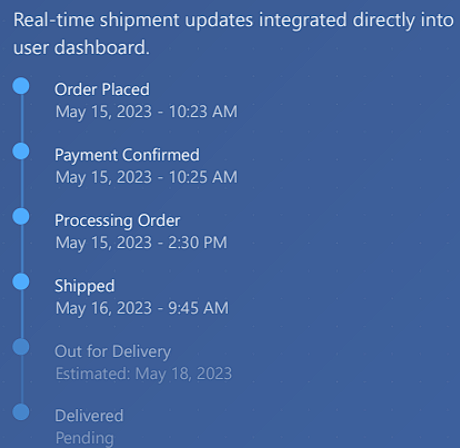 Real-time shipment updates integrated directly into
user dashboard.
Order Placed
May 15, 2023 - 10:23 AM
Payment Confirmed
May 15, 2023 - 10:25 AM
Processing Order
May 15, 2023 - 2:30 PM
Shipped
May 16, 2023 - 9:45 AM
Out for Delivery
Estimated: May 18, 2023
Delivered
Pending